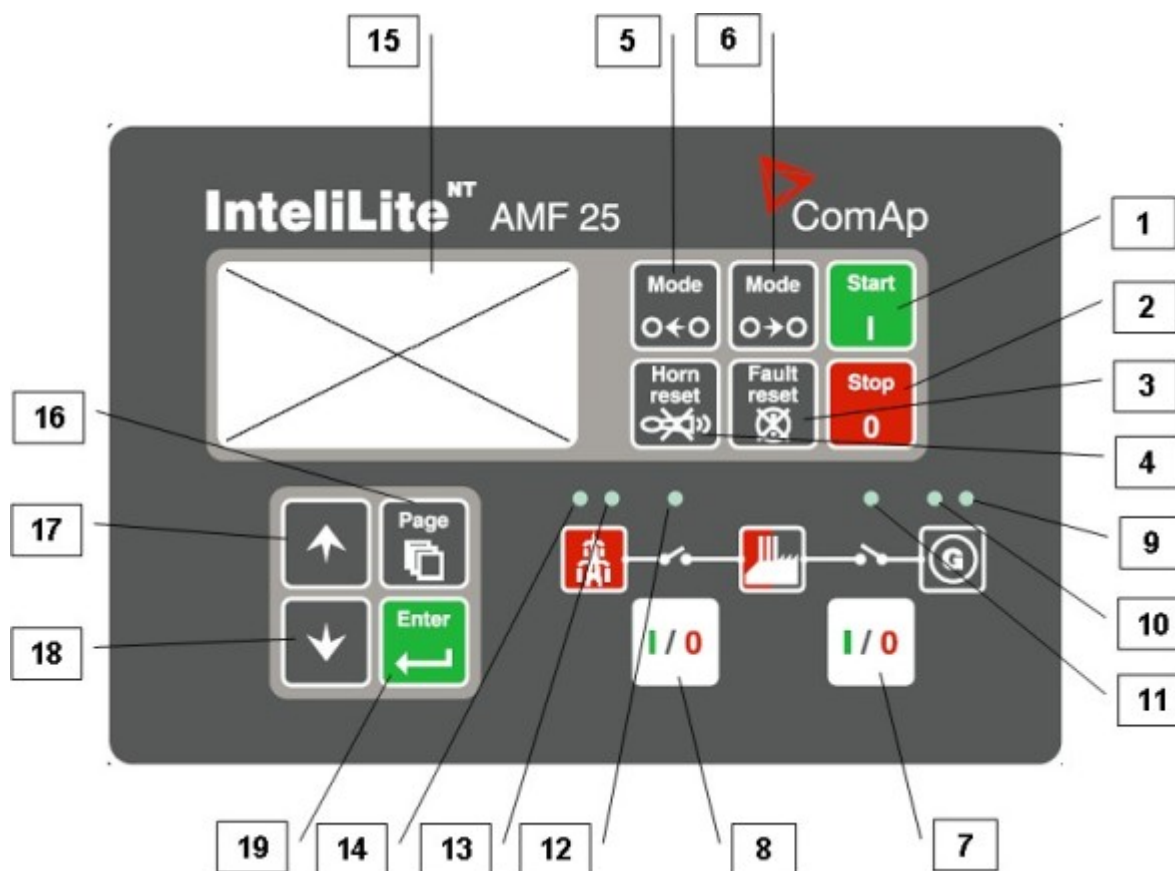 15
5
6
InteliLite NT AMF 25
ComAp
1
Mode
Mode
Start
I
2
Horn
reset
Fault
reset
Stop
0
3
16
4
Page
17
9
G
Enter
10
18
I / 0
I / 0
11
19
14
13
12
8
7